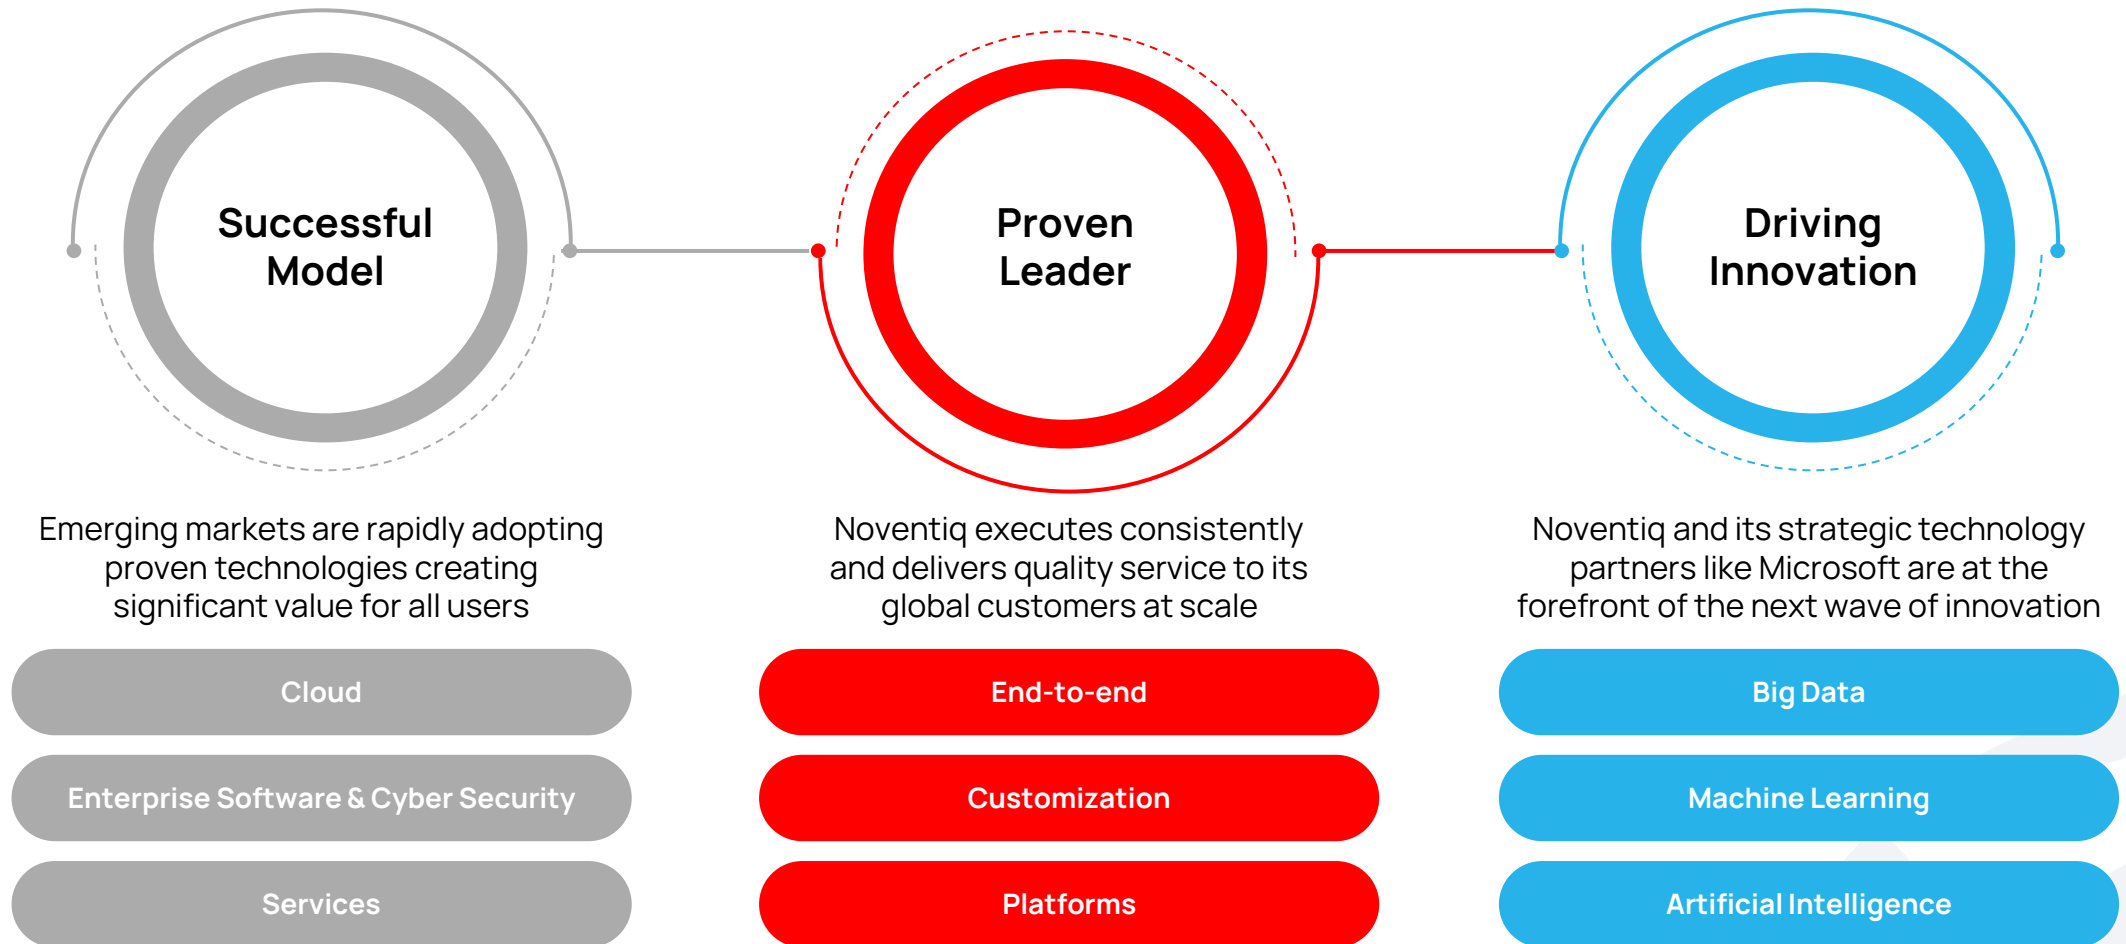 Successful
Model
Emerging markets are rapidly adopting
proven technologies creating
significant value for all users
Cloud
Enterprise Software & Cyber Security
Services
Proven
Leader
Noventiq executes consistently
and delivers quality service to its
global customers at scale
End-to-end
Customization
Platforms
Driving
Innovation
Noventiq and its strategic technology
partners like Microsoft are at the
forefront of the next wave of innovation
Big Data
Machine Learning
Artificial Intelligence